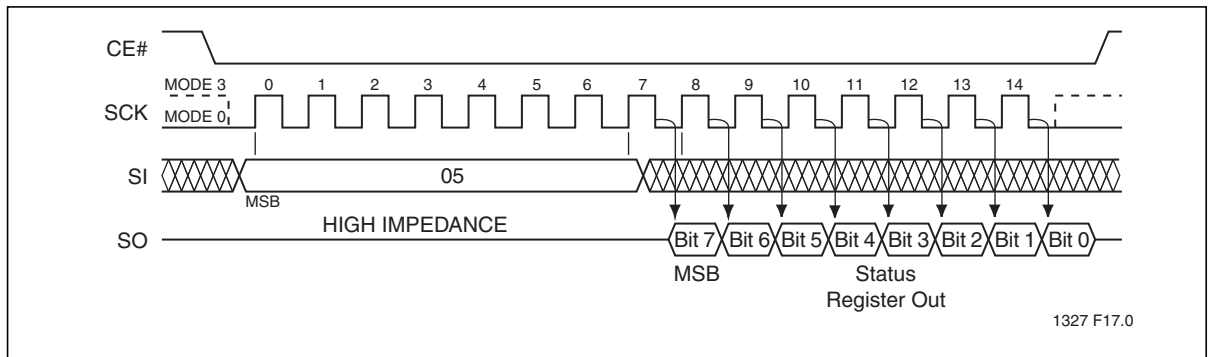 CE#
MODE 3 0 1 2 3 4 5 6 7 8 9 10 11 12 13 14
SCK
MODE 0
SI 05
MSB
HIGH IMPEDANCE
SO Bit 7 Bit 6 Bit 5 Bit 4 Bit 3 Bit 2 Bit 1 Bit 0
MSB Status
Register Out
1327 F17.0